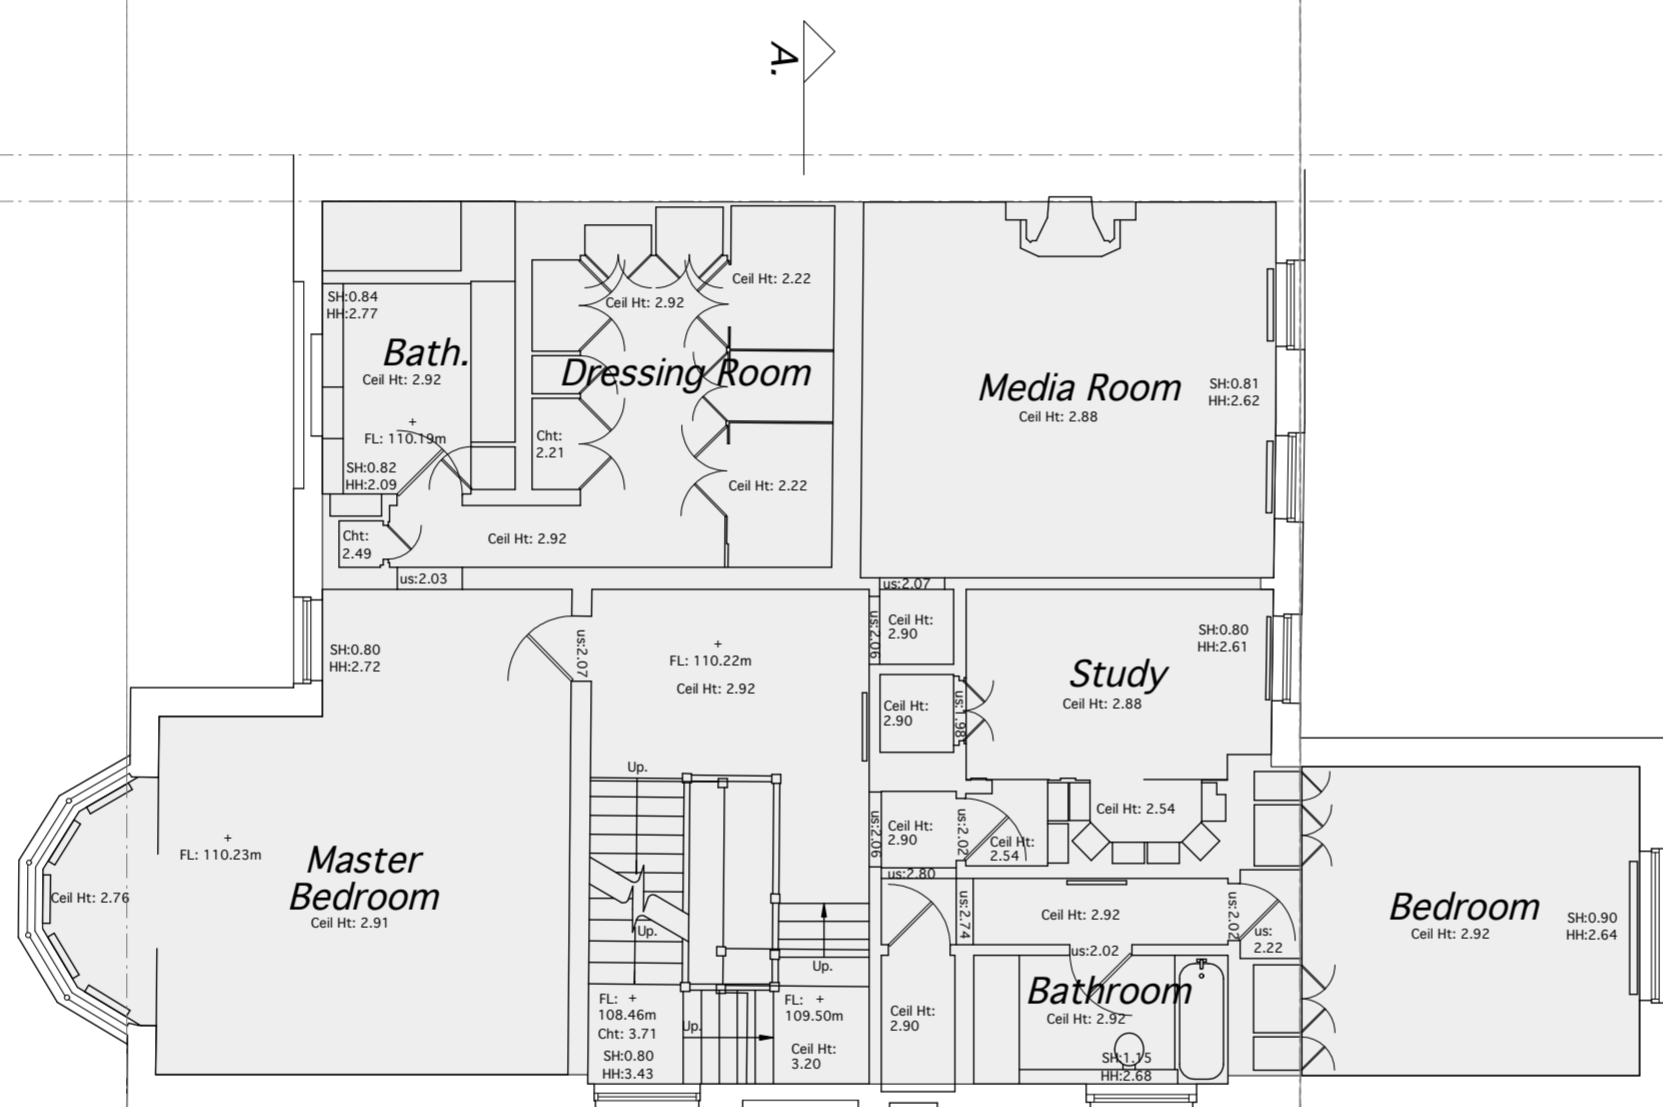 A.
Ceil Ht: 2.22
SH:0.84
HH:2.77
Ceil Ht: 2.92
Bath.
Ceil Ht: 2.92
Dressing Room
Media Room
Ceil Ht: 2.88
SH:0.81
HH:2.62
FL: 110.19m
Cht:
2.21
SH:0.82
HH:2.09
Ceil Ht: 2.22
Cht:
2.49
Ceil Ht: 2.92
us:2.03
us:2.07
SH:0.80
HH:2.72
us:2.07
FL: 110.22m
Ceil Ht: 2.92
us:2.06
Ceil Ht:
2.90
SH:0.80
HH:2.61
Study
Ceil Ht: 2.88
Ceil Ht:
2.90
us:1.98
Up.
Ceil Ht: 2.54
us:2.06
Ceil Ht:
2.90
us:2.02
Ceil Ht:
2.54
FL: 110.23m
Master
Bedroom
Ceil Ht: 2.91
Ceil Ht: 2.76
us:2.80
us:2.74
Ceil Ht: 2.92
us:2.02
us:
2.22
Bedroom
Ceil Ht: 2.92
SH:0.90
HH:2.64
Up.
Up.
us:2.02
Bathroom
Ceil Ht: 2.92
FL:
108.46m
Cht: 3.71
SH:0.80
HH:3.43
Up.
FL:
109.50m
Ceil Ht:
3.20
Ceil Ht:
2.90
SH:1.15
HH:2.68